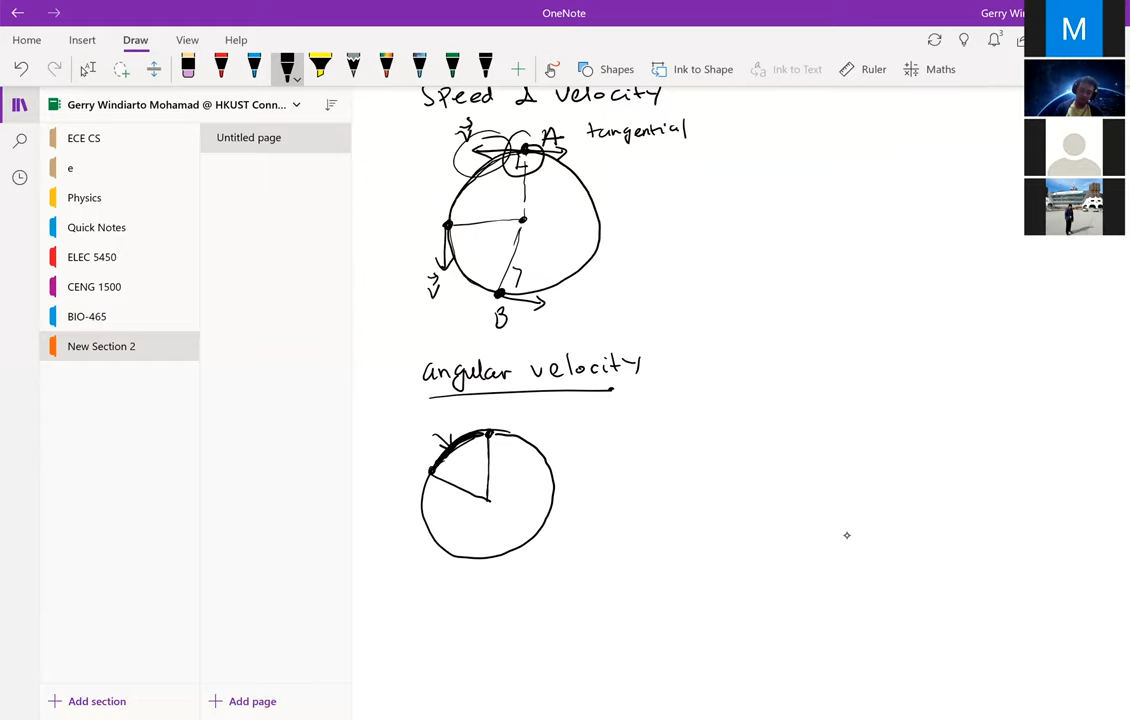 OneNote
Gerry Win
M
Home Insert Draw View Help
3
Shapes Ink to Shape Ink to Text Ruler Maths
Gerry Windiarto Mohamad @ HKUST Conn...
Untitled page
ECE CS
e
Physics
Quick Notes
ELEC 5450
CENG 1500
BIO-465
New Section 2
Add section
Add page
Speed & Velocity
v A tangential
v
B
angular velocity